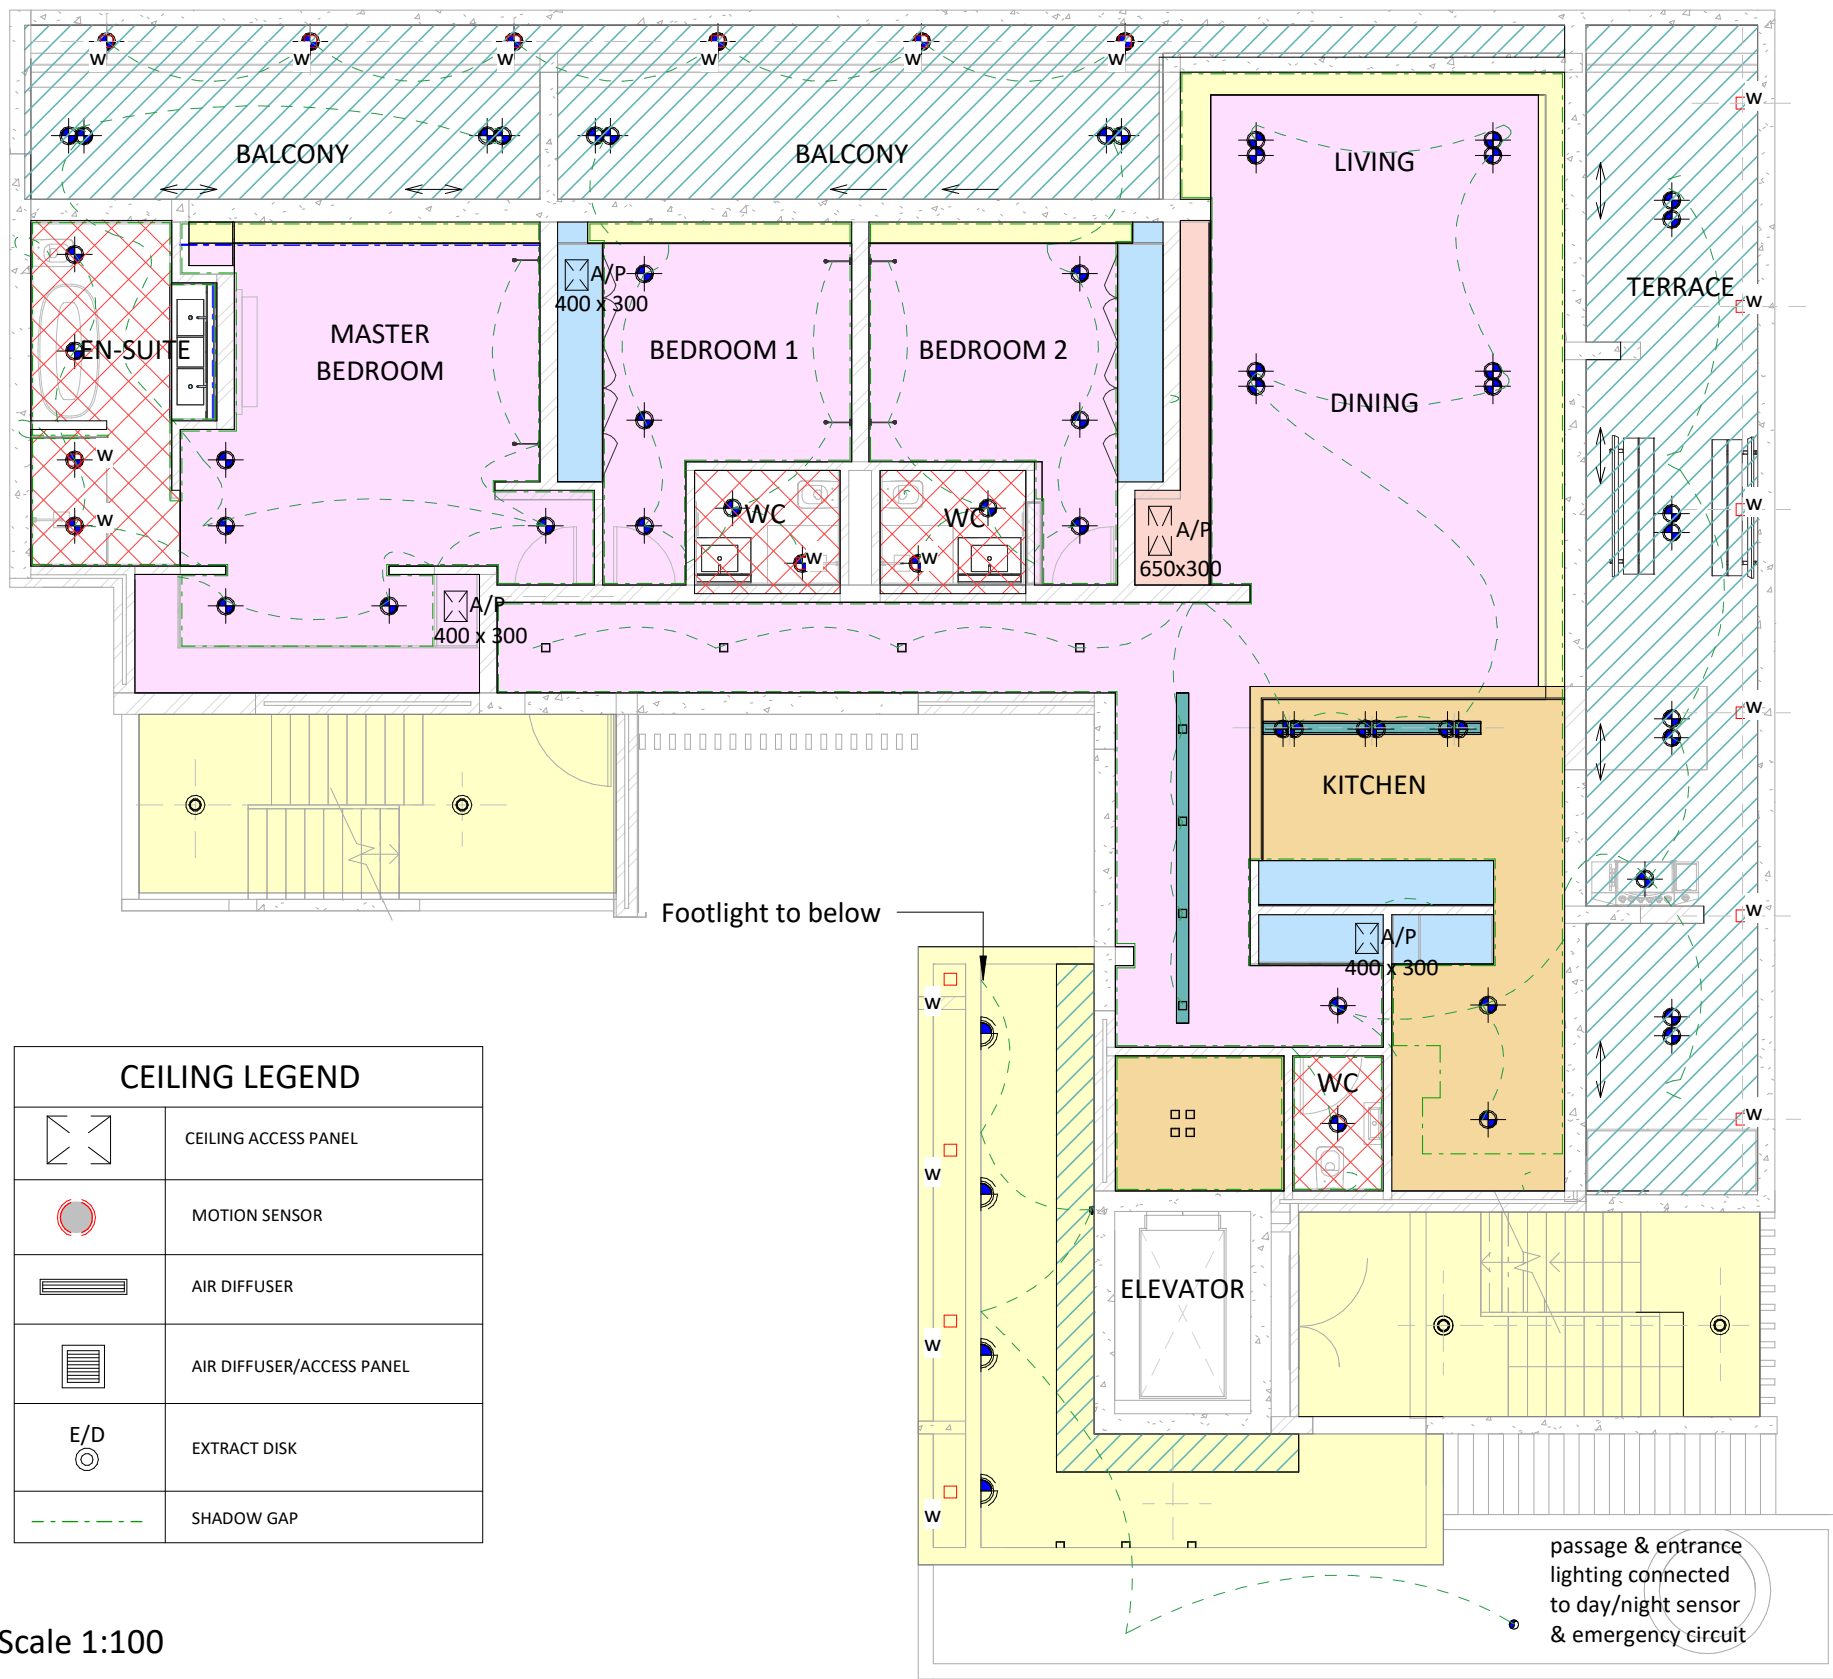 W
W
W
W
W
W
W
BALCONY
BALCONY
LIVING
A/P
400 x 300
TERRACE
W
EN-SUITE
MASTER
BEDROOM
BEDROOM 1
BEDROOM 2
DINING
W
W
WC
W
WC
W
A/P
650x300
W
A/P
400 x 300
W
KITCHEN
Footlight to below
W
A/P
400 x 300
W
WC
W
W
ELEVATOR
W
W
CEILING LEGEND
CEILING ACCESS PANEL
MOTION SENSOR
AIR DIFFUSER
AIR DIFFUSER/ACCESS PANEL
E/D
EXTRACT DISK
SHADOW GAP
passage & entrance
lighting connected
to day/night sensor
& emergency circuit
Scale 1:100